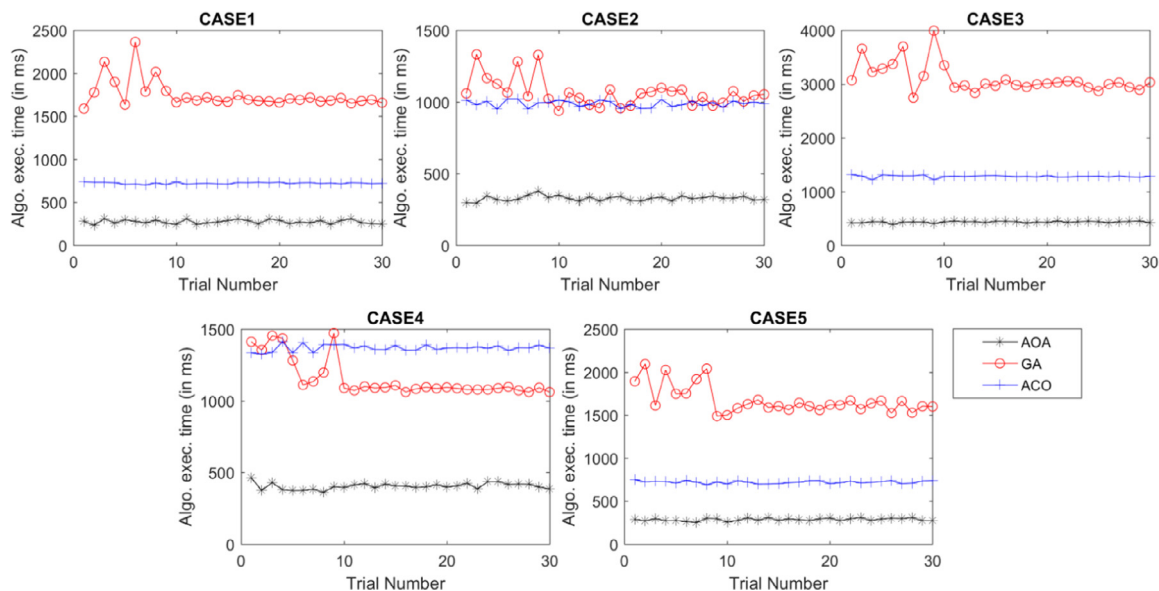 CASE1
Algo. exec. time (in ms)
2500
2000
1500
1000
500
0
0
10
20
30
Trial Number
CASE2
Algo. exec. time (in ms)
1500
1000
500
0
0
10
20
30
Trial Number
CASE3
Algo. exec. time (in ms)
4000
3000
2000
1000
0
0
10
20
30
Trial Number
CASE4
Algo. exec. time (in ms)
1500
1000
500
0
0
10
20
30
Trial Number
CASE5
Algo. exec. time (in ms)
2500
2000
1500
1000
500
0
0
10
20
30
Trial Number
AOA
GA
ACO